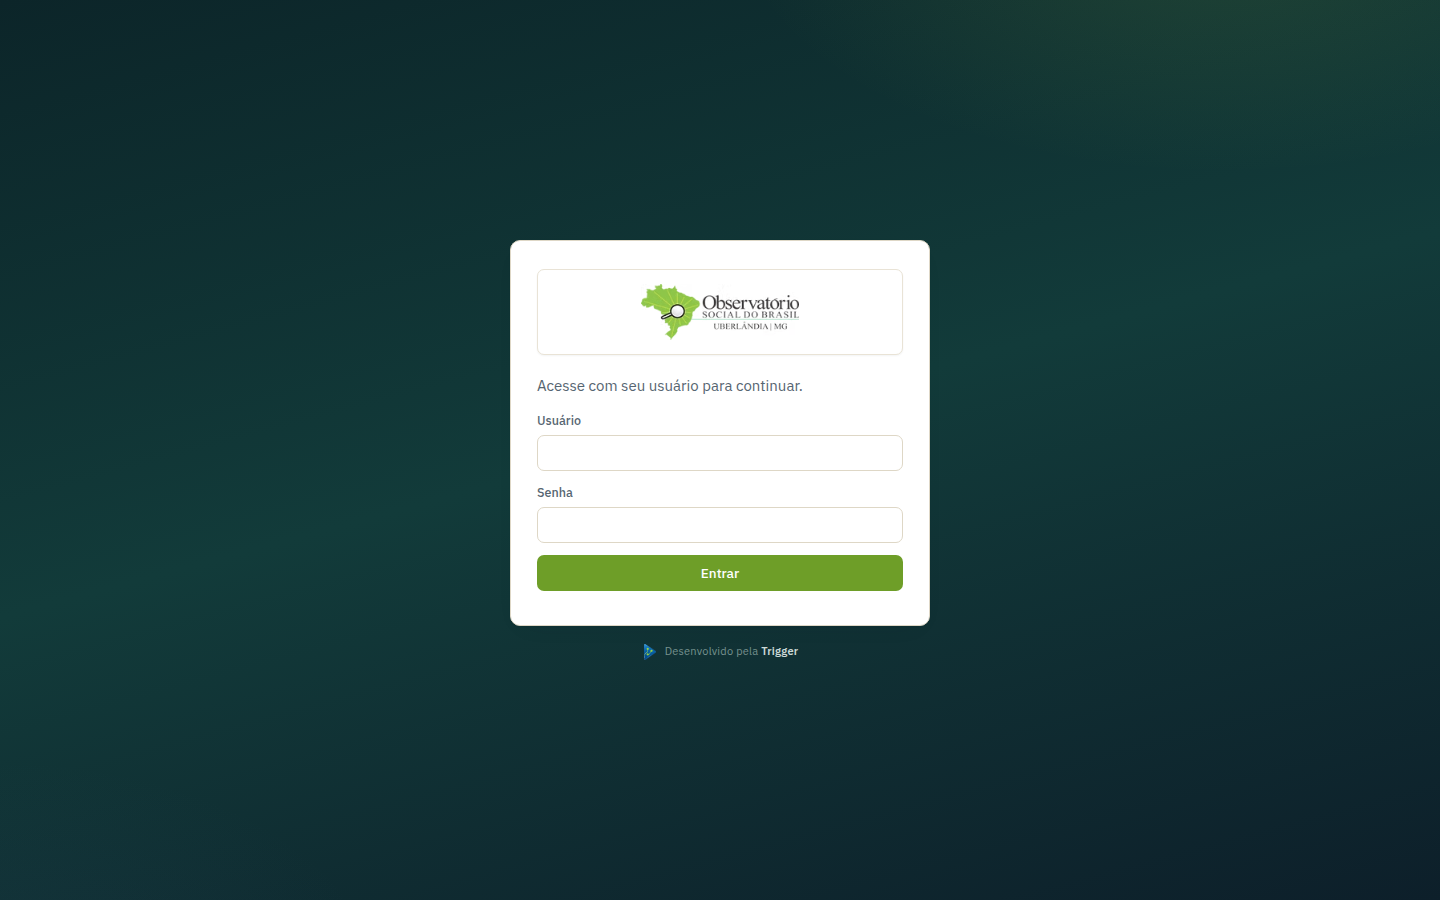 Observatório
SOCIAL DO BRASIL
UBERLÂNDIA | MG
Acesse com seu usuário para continuar.
Usuário
Senha
Entrar
Desenvolvido pela Trigger